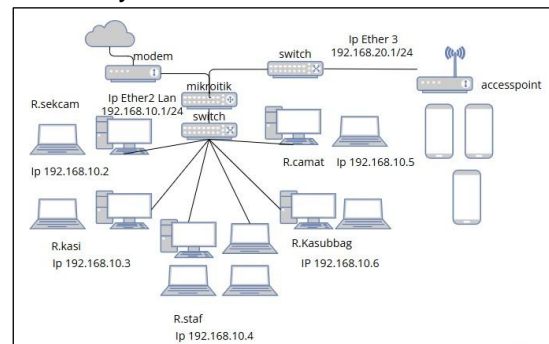 modem
switch
Ip Ether 3
192.168.20.1/24
accesspoint
R.sekcam
Ip Ether2 Lan
192.168.10.1/24
mikroitik
switch
Ip 192.168.10.2
R.camat
Ip 192.168.10.5
R.kasi
Ip 192.168.10.3
R.Kasubbag
IP 192.168.10.6
R.staf
Ip 192.168.10.4